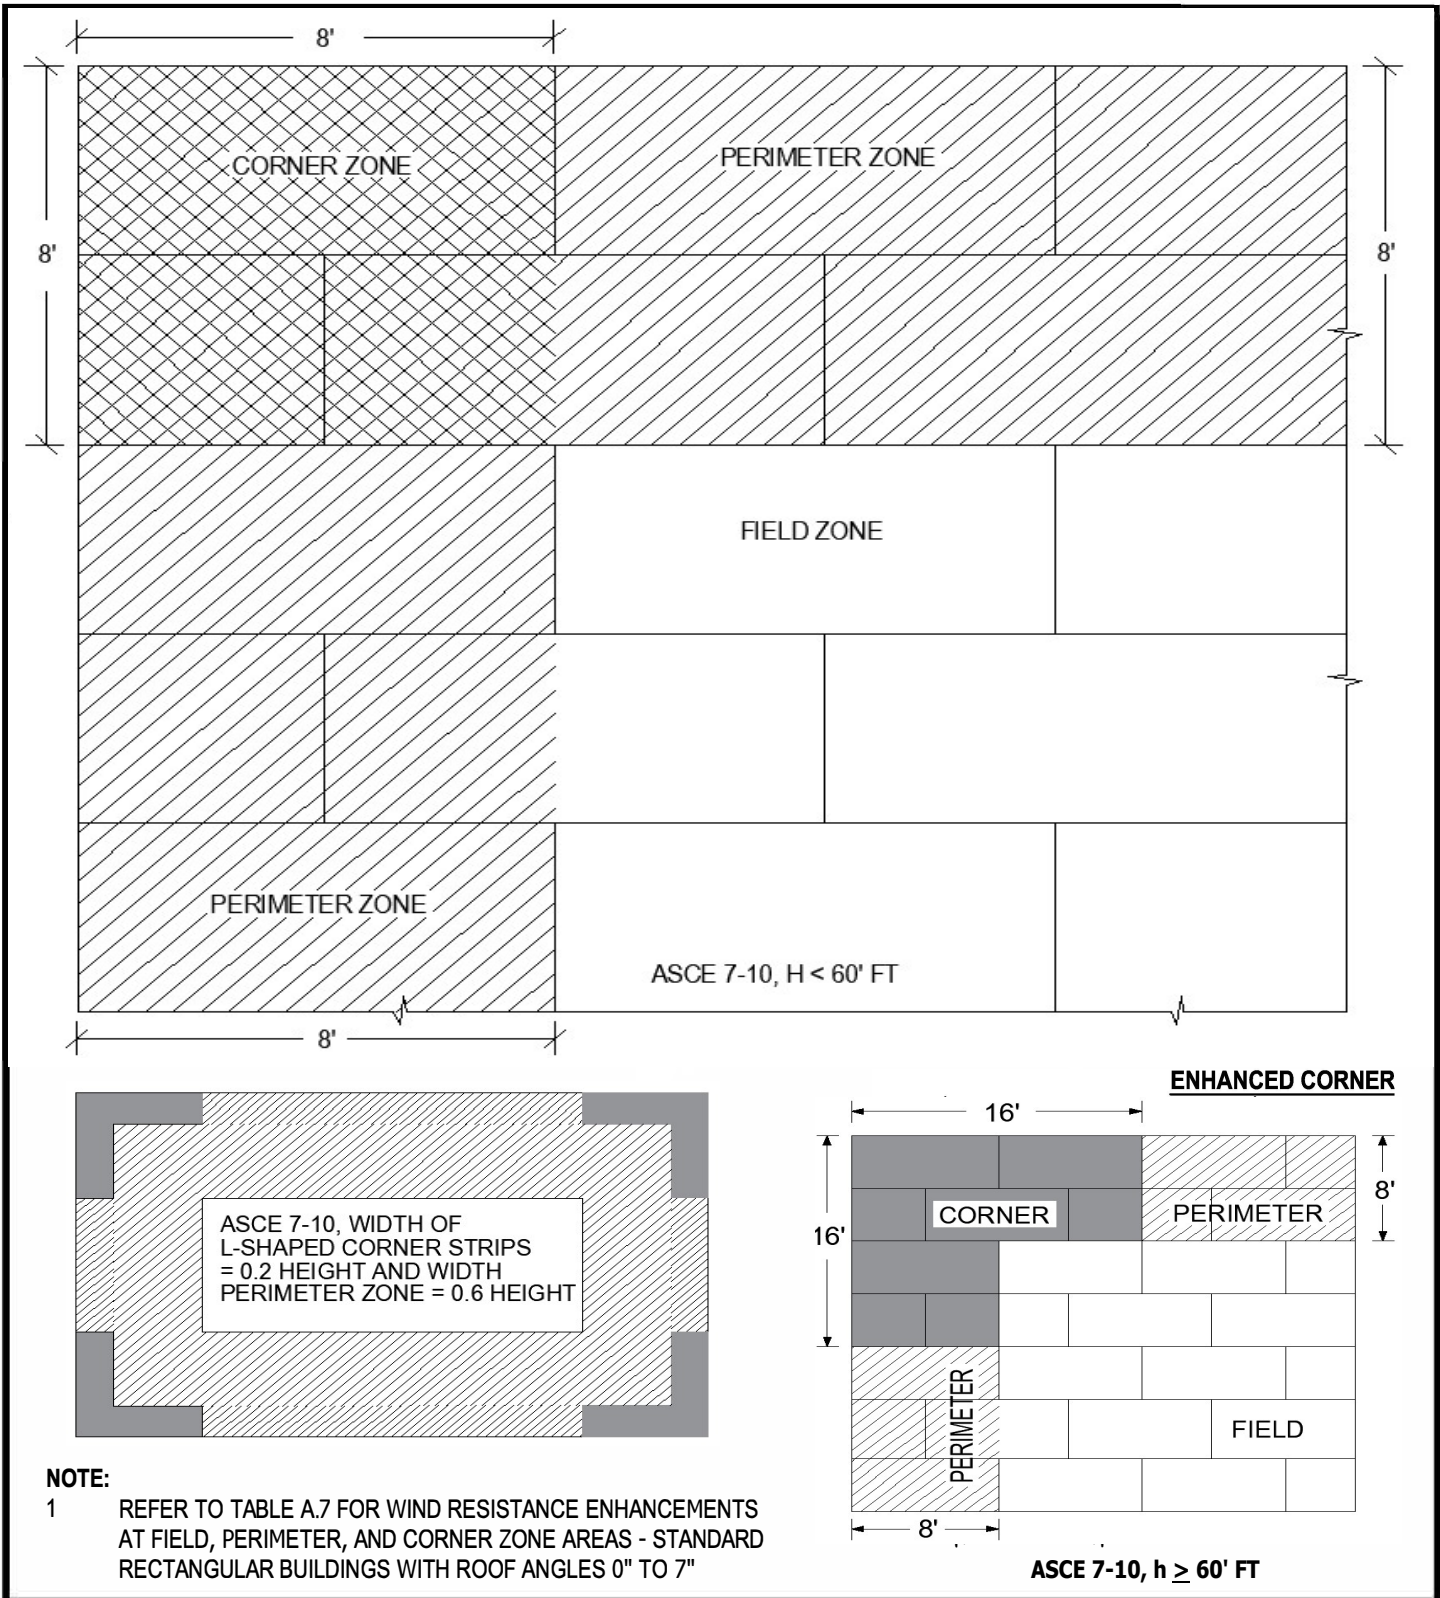 8'
CORNER ZONE
PERIMETER ZONE
8'
8'
FIELD ZONE
PERIMETER ZONE
ASCE 7-10, H < 60' FT
8'
ENHANCED CORNER
16'
ASCE 7-10, WIDTH OF
L-SHAPED CORNER STRIPS
= 0.2 HEIGHT AND WIDTH
PERIMETER ZONE = 0.6 HEIGHT
CORNER
PERIMETER
8'
16'
PERIMETER
FIELD
8'
NOTE:
1 REFER TO TABLE A.7 FOR WIND RESISTANCE ENHANCEMENTS
AT FIELD, PERIMETER, AND CORNER ZONE AREAS - STANDARD
RECTANGULAR BUILDINGS WITH ROOF ANGLES 0" TO 7"
ASCE 7-10, h ≥ 60' FT